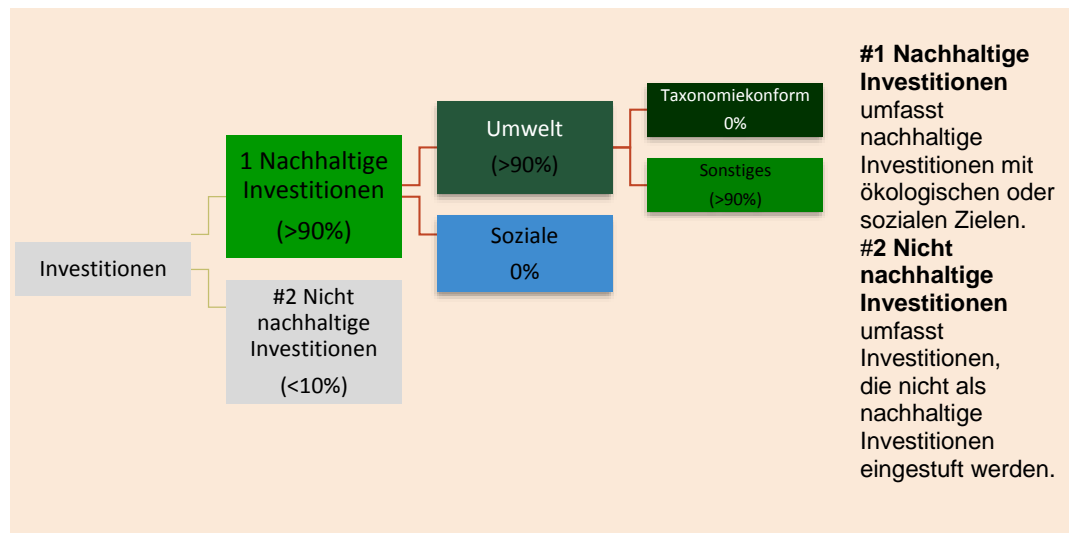 Investitionen
1 Nachhaltige
Investitionen
(>90%)
#2 Nicht
nachhaltige
Investitionen
(<10%)
Umwelt
(>90%)
Soziale
0%
Taxonomiekonform
0%
Sonstiges
(>90%)
#1 Nachhaltige
Investitionen
umfasst
nachhaltige
Investitionen mit
ökologischen oder
sozialen Zielen.
#2 Nicht
nachhaltige
Investitionen
umfasst
Investitionen,
die nicht als
nachhaltige
Investitionen
eingestuft werden.